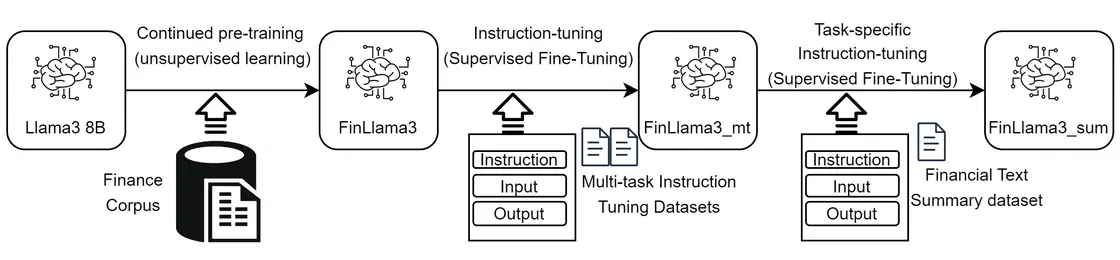 Llama3 8B
Continued pre-training
(unsupervised learning)
Finance
Corpus
FinLlama3
Instruction-tuning
(Supervised Fine-Tuning)
Instruction
Input
Output
Multi-task Instruction
Tuning Datasets
FinLlama3_mt
Task-specific
Instruction-tuning
(Supervised Fine-Tuning)
Instruction
Input
Output
Financial Text
Summary dataset
FinLlama3_sum